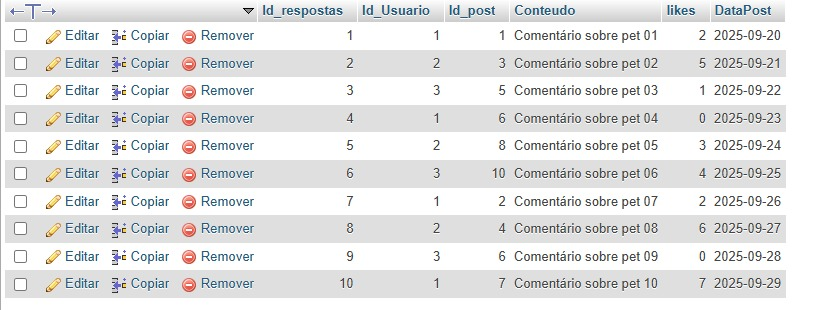 Id_respostas Id_Usuario Id_post Conteudo likes DataPost
Editar Copiar Remover 1 1 1 Comentário sobre pet 01 2 2025-09-20
Editar Copiar Remover 2 2 3 Comentário sobre pet 02 5 2025-09-21
Editar Copiar Remover 3 3 5 Comentário sobre pet 03 1 2025-09-22
Editar Copiar Remover 4 1 6 Comentário sobre pet 04 0 2025-09-23
Editar Copiar Remover 5 2 8 Comentário sobre pet 05 3 2025-09-24
Editar Copiar Remover 6 3 10 Comentário sobre pet 06 4 2025-09-25
Editar Copiar Remover 7 1 2 Comentário sobre pet 07 2 2025-09-26
Editar Copiar Remover 8 2 4 Comentário sobre pet 08 6 2025-09-27
Editar Copiar Remover 9 3 6 Comentário sobre pet 09 0 2025-09-28
Editar Copiar Remover 10 1 7 Comentário sobre pet 10 7 2025-09-29